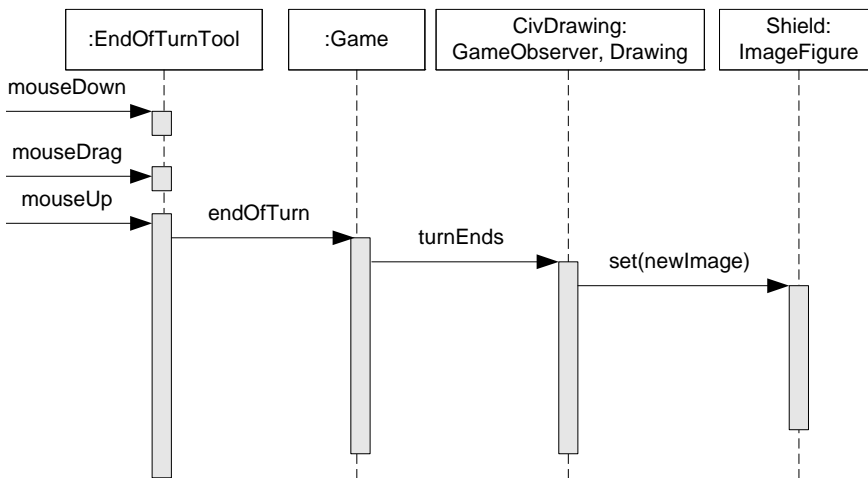 :EndOfTurnTool
:Game
CivDrawing:
GameObserver, Drawing
Shield:
ImageFigure
mouseDown
mouseDrag
mouseUp
endOfTurn
turnEnds
set(newImage)